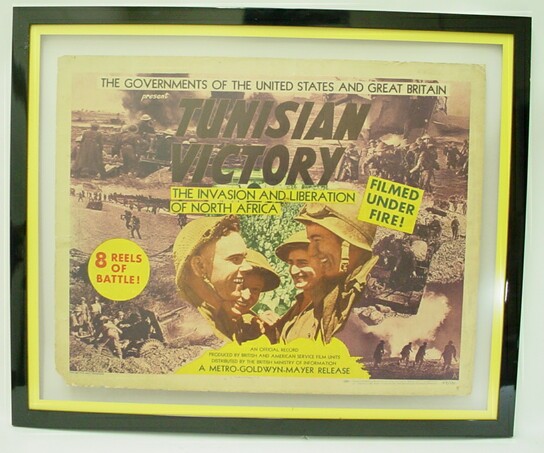 THE GOVERNMENTS OF THE UNITED STATES AND GREAT BRITAIN
present
TUNISIAN
VICTORY
THE INVASION AND LIBERATION
OF NORTH AFRICA
FILMED
UNDER
FIRE!
8 REELS
OF
BATTLE!
AN OFFICIAL RECORD
PRODUCED BY BRITISH AND AMERICAN SERVICE FILM UNITS
DISTRIBUTED BY THE BRITISH MINISTRY OF INFORMATION
A METRO-GOLDWYN-MAYER RELEASE